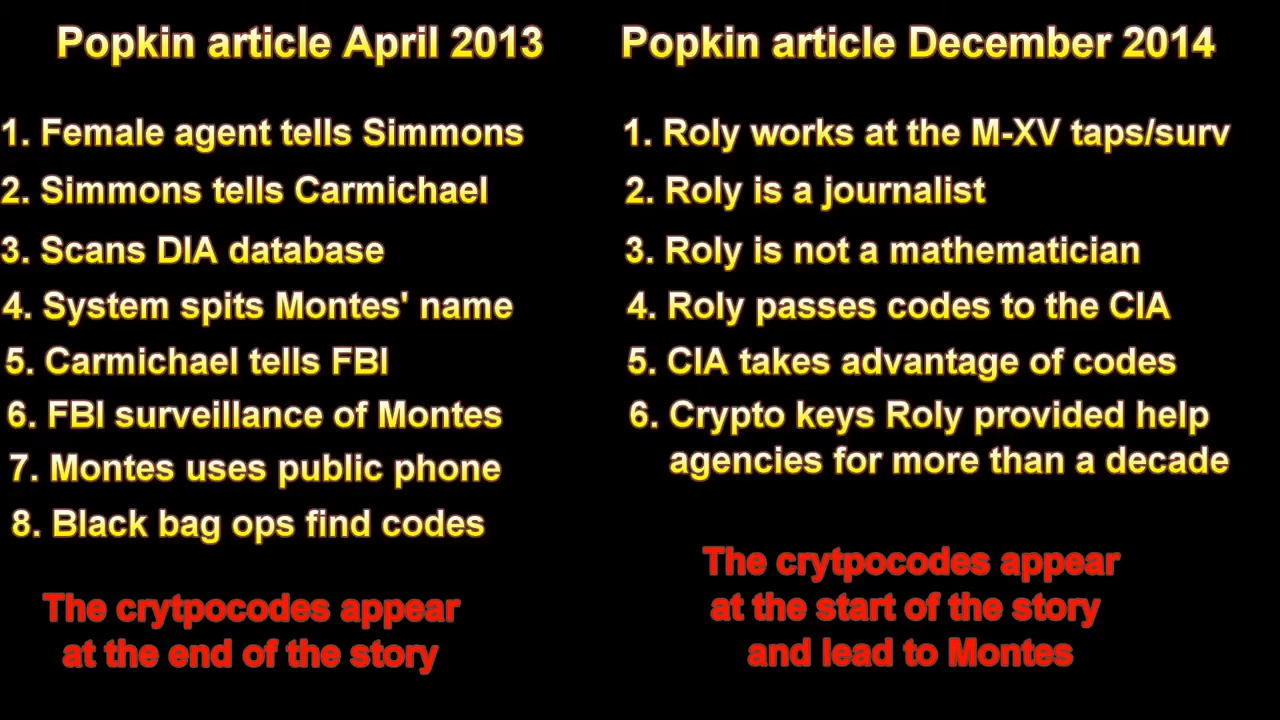 Popkin article April 2013
1. Female agent tells Simmons
2. Simmons tells Carmichael
3. Scans DIA database
4. System spits Montes' name
5. Carmichael tells FBI
6. FBI surveillance of Montes
7. Montes uses public phone
8. Black bag ops find codes
The crytpocodes appear
at the end of the story
Popkin article December 2014
1. Roly works at the M-XV taps/surv
2. Roly is a journalist
3. Roly is not a mathematician
4. Roly passes codes to the CIA
5. CIA takes advantage of codes
6. Crypto keys Roly provided help
agencies for more than a decade
The crytpocodes appear
at the start of the story
and lead to Montes